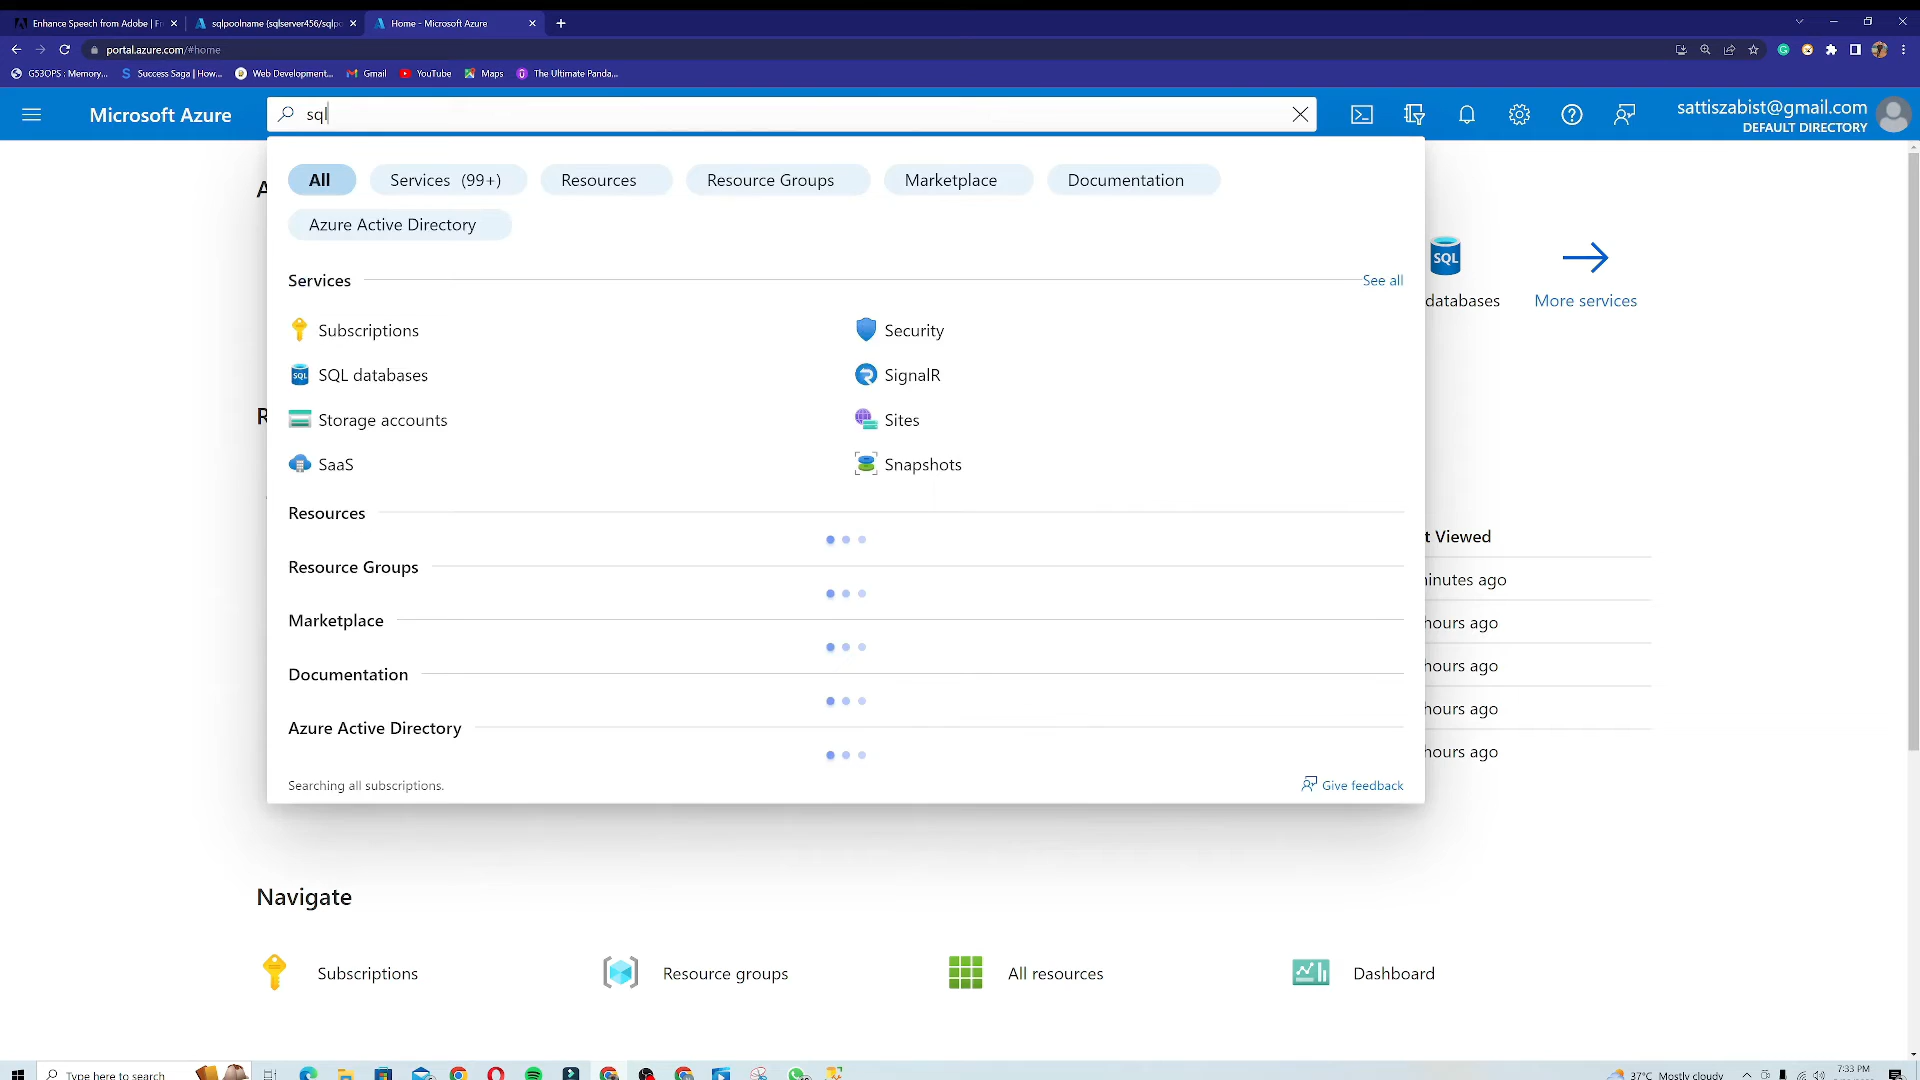 Enhance Speech from Adobe | Fr
sqlpoolname (sqlserver456/sqlpo
Home - Microsoft Azure
portal.azure.com/#home
G53OPS : Memory...
Success Saga | How...
Web Development...
Gmail
YouTube
Maps
The Ultimate Panda...
Microsoft Azure
sql
sattiszabist@gmail.com
DEFAULT DIRECTORY
All
Services (99+)
Resources
Resource Groups
Marketplace
Documentation
Azure Active Directory
Services
See all
Subscriptions
Security
SQL databases
SignalR
Storage accounts
Sites
SaaS
Snapshots
SQL
databases
More services
Resources
Resource Groups
Marketplace
Documentation
Azure Active Directory
Searching all subscriptions.
Give feedback
t Viewed
inutes ago
hours ago
hours ago
hours ago
hours ago
Navigate
Subscriptions
Resource groups
All resources
Dashboard
Type here to search
37°C Mostly cloudy
7:33 PM